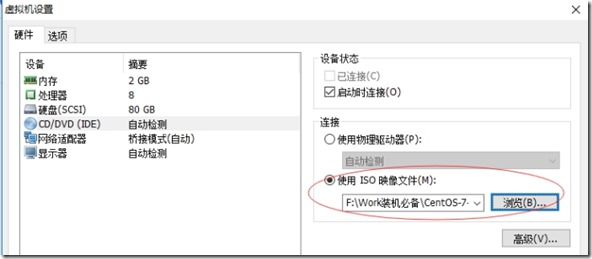 虚拟机设置
硬件 选项
设备 摘要
内存 2 GB
处理器 8
硬盘(SCSI) 80 GB
CD/DVD (IDE) 自动检测
网络适配器 桥接模式(自动)
显示器 自动检测
设备状态
已连接(C)
启动时连接(O)
连接
使用物理驱动器(P):
自动检测
使用 ISO 映像文件(M):
F:\Work装机必备\CentOS-7- 浏览(B)...
高级(V)...